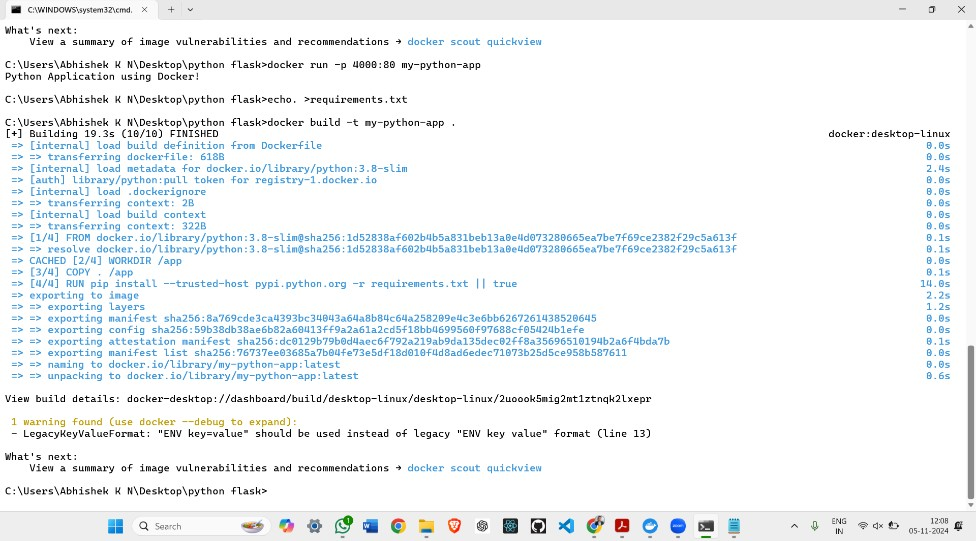 C:\WINDOWS\system32\cmd.
What's next:
View a summary of image vulnerabilities and recommendations → docker scout quickview
C:\Users\Abhishek K N\Desktop\python flask>docker run -p 4000:80 my-python-app
Python Application using Docker!
C:\Users\Abhishek K N\Desktop\python flask>echo. >requirements.txt
C:\Users\Abhishek K N\Desktop\python flask>docker build -t my-python-app .
[+] Building 19.3s (10/10) FINISHED docker:desktop-linux
=> [internal] load build definition from Dockerfile 0.0s
=> => transferring dockerfile: 618B 0.0s
=> [internal] load metadata for docker.io/library/python:3.8-slim 2.4s
=> [auth] library/python:pull token for registry-1.docker.io 0.0s
=> [internal] load .dockerignore 0.0s
=> => transferring context: 2B 0.0s
=> [internal] load build context 0.0s
=> => transferring context: 322B 0.0s
=> [1/4] FROM docker.io/library/python:3.8-slim@sha256:1d52838af602b4b5a831beb13a0e4d073280665ea7be7f69ce2382f29c5a613f 0.1s
=> => resolve docker.io/library/python:3.8-slim@sha256:1d52838af602b4b5a831beb13a0e4d073280665ea7be7f69ce2382f29c5a613f 0.1s
=> CACHED [2/4] WORKDIR /app 0.0s
=> [3/4] COPY . /app 0.1s
=> [4/4] RUN pip install --trusted-host pypi.python.org -r requirements.txt || true 14.0s
=> exporting to image 2.2s
=> => exporting layers 1.2s
=> => exporting manifest sha256:8a769cde3ca4393bc34043a64a8b84c64a258209e4c3e6bb6267261438520645 0.0s
=> => exporting config sha256:59b38db38ae6b82a60413ff9a2a61a2cd5f18bb4699560f97688cf05424b1efe 0.0s
=> => exporting attestation manifest sha256:dc0129b79b0d4aec6f792a219ab9da135dec02ff8a35696510194b2a6f4bda7b 0.1s
=> => exporting manifest list sha256:76737ee03685a7b04fe73e5df18d010f4d8ad6edec71073b25d5ce958b587611 0.0s
=> => naming to docker.io/library/my-python-app:latest 0.0s
=> => unpacking to docker.io/library/my-python-app:latest 0.6s
View build details: docker-desktop://dashboard/build/desktop-linux/desktop-linux/2uoook5mig2mt1ztnqk2lxepr
1 warning found (use docker --debug to expand):
- LegacyKeyValueFormat: "ENV key=value" should be used instead of legacy "ENV key value" format (line 13)
What's next:
View a summary of image vulnerabilities and recommendations → docker scout quickview
C:\Users\Abhishek K N\Desktop\python flask>
Search
1
zoom
ENG
IN
12:08
05-11-2024